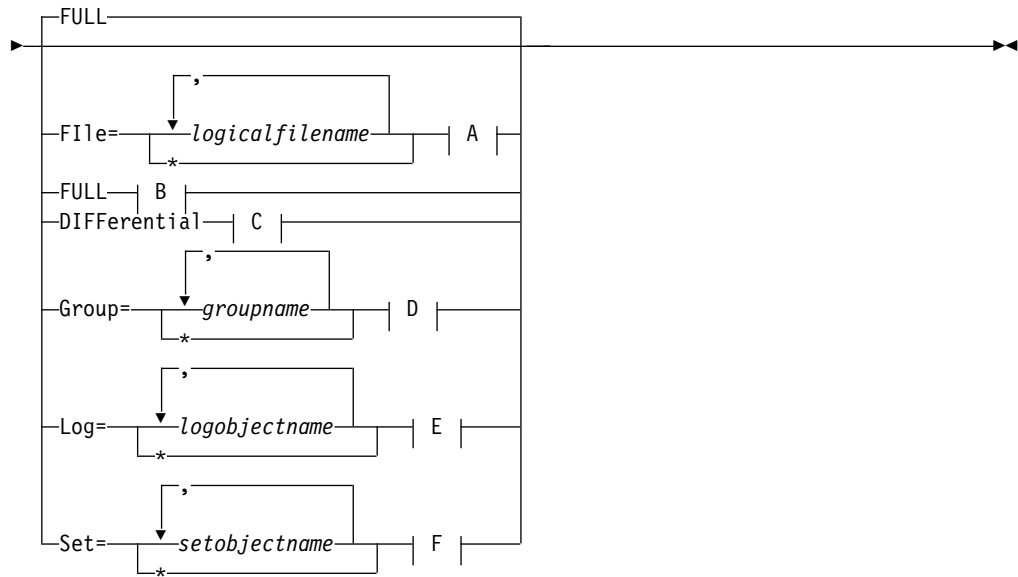 FULL
,
FIle= logicalfilename A
*
FULL B
DIFFerential C
,
Group= groupname D
*
,
Log= logobjectname E
*
,
Set= setobjectname F
*